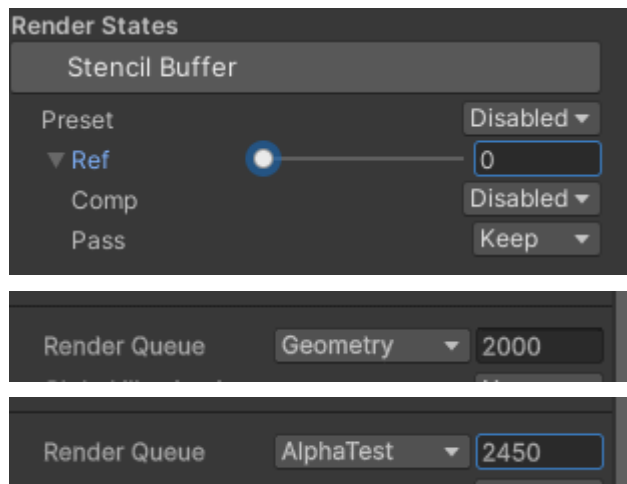 Render States
Stencil Buffer
Preset Disabled
Ref 0
Comp Disabled
Pass Keep
Render Queue Geometry 2000
Render Queue AlphaTest 2450